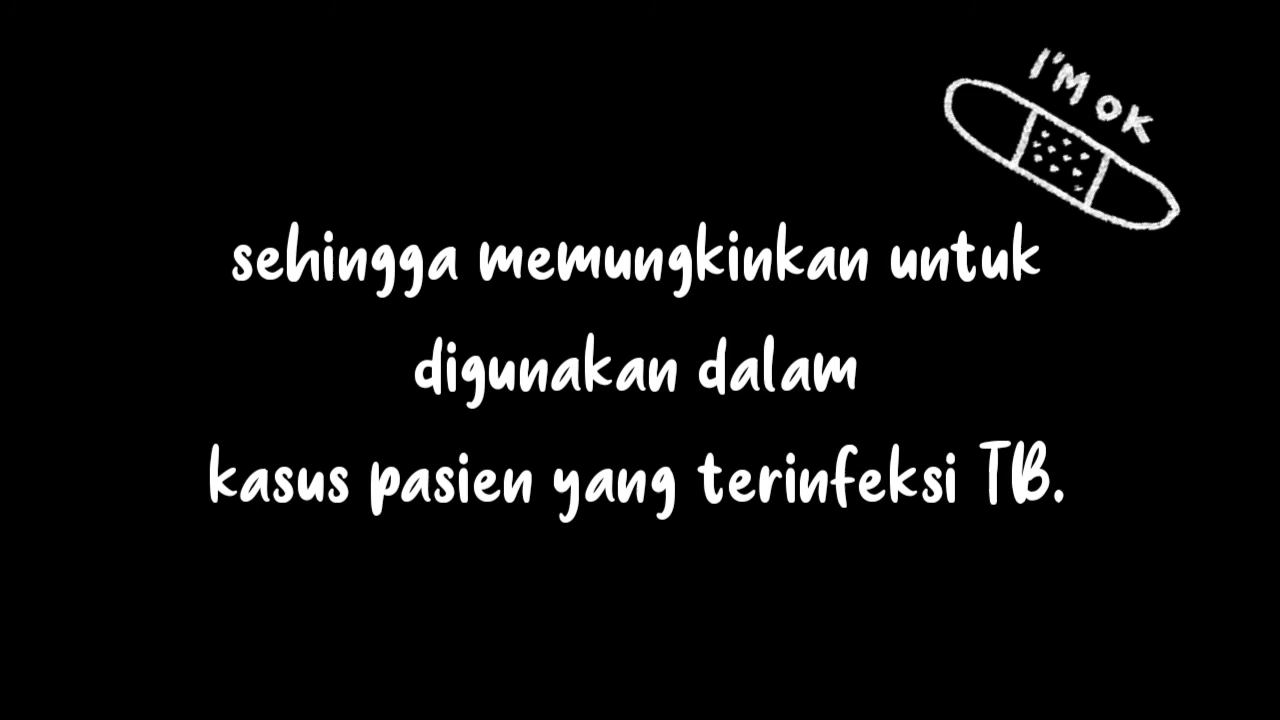 I'M OK
sehingga memungkinkan untuk
digunakan dalam
kasus pasien yang terinfeksi TB.